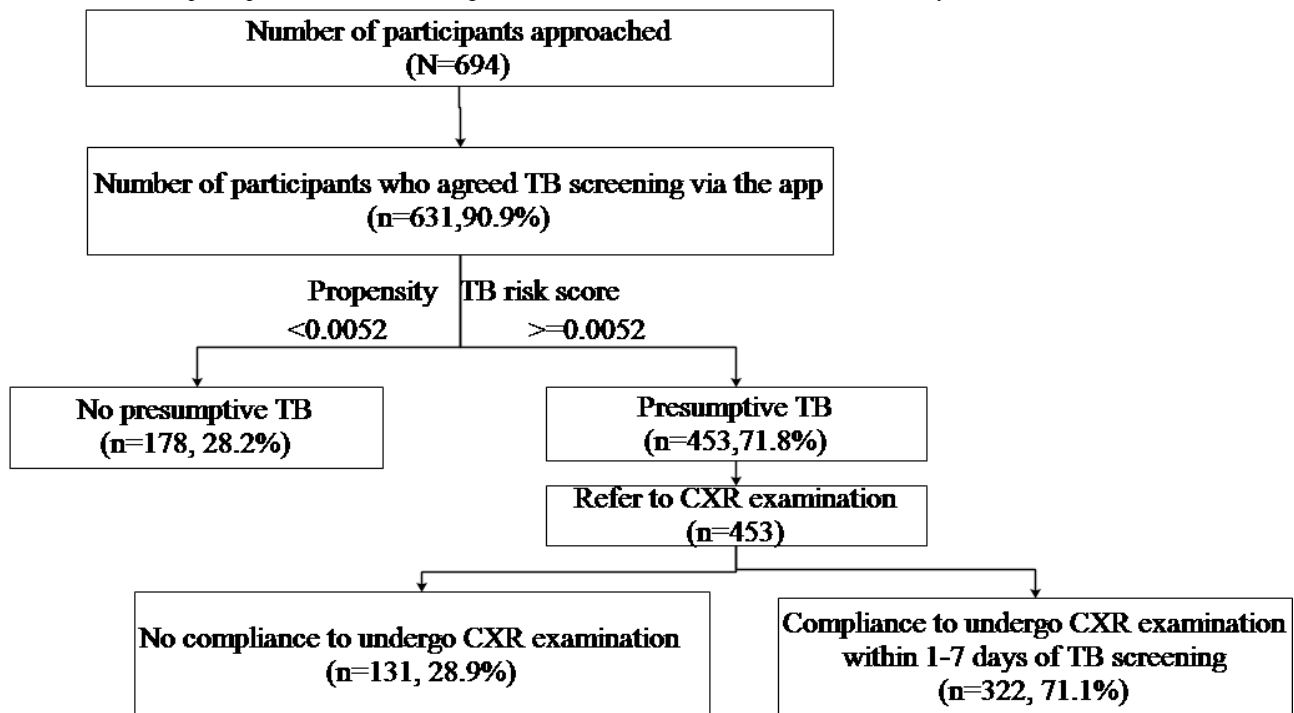 Number of participants approached
(N=694)
Number of participants who agreed TB screening via the app
(n=631,90.9%)
Propensity TB risk score
<0.0052 >=0.0052
No presumptive TB
(n=178, 28.2%)
Presumptive TB
(n=453,71.8%)
Refer to CXR examination
(n=453)
No compliance to undergo CXR examination
(n=131, 28.9%)
Compliance to undergo CXR examination
within 1-7 days of TB screening
(n=322, 71.1%)